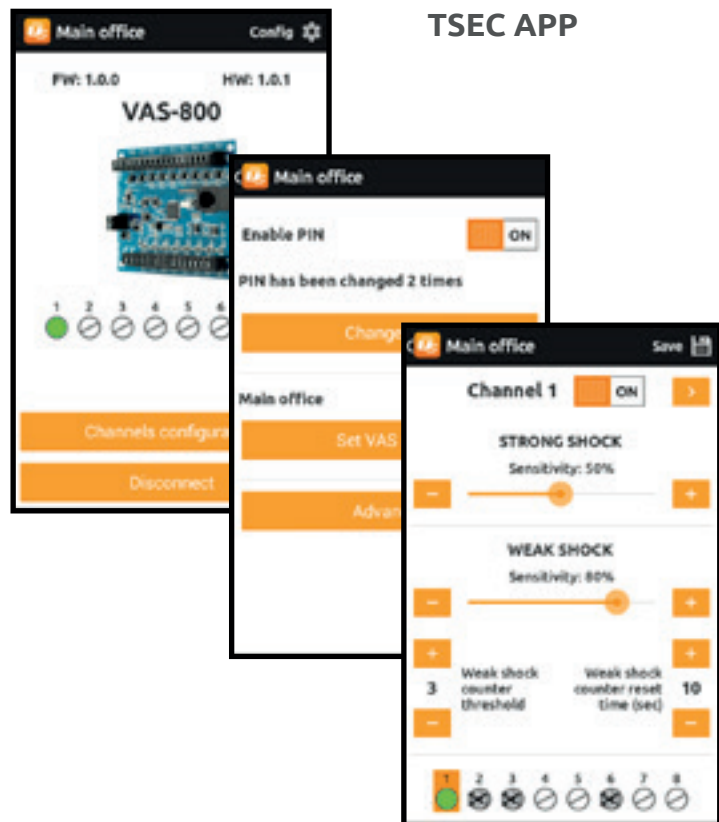 TSEC APP
Main office
Config
FW: 1.0.0
HW: 1.0.1
VAS-800
1 2 3 4 5 6
Channels configura
Disconnect
Main office
Enable PIN
ON
PIN has been changed 2 times
Change
Main office
Set VAS
Advan
Main office
Save
Channel 1
ON
>
STRONG SHOCK
Sensitivity: 50%
−
+
WEAK SHOCK
Sensitivity: 80%
−
+
+
+
3
Weak shock
counter
threshold
Weak shock
counter reset
time (sec)
10
−
−
1 2 3 4 5 6 7 8